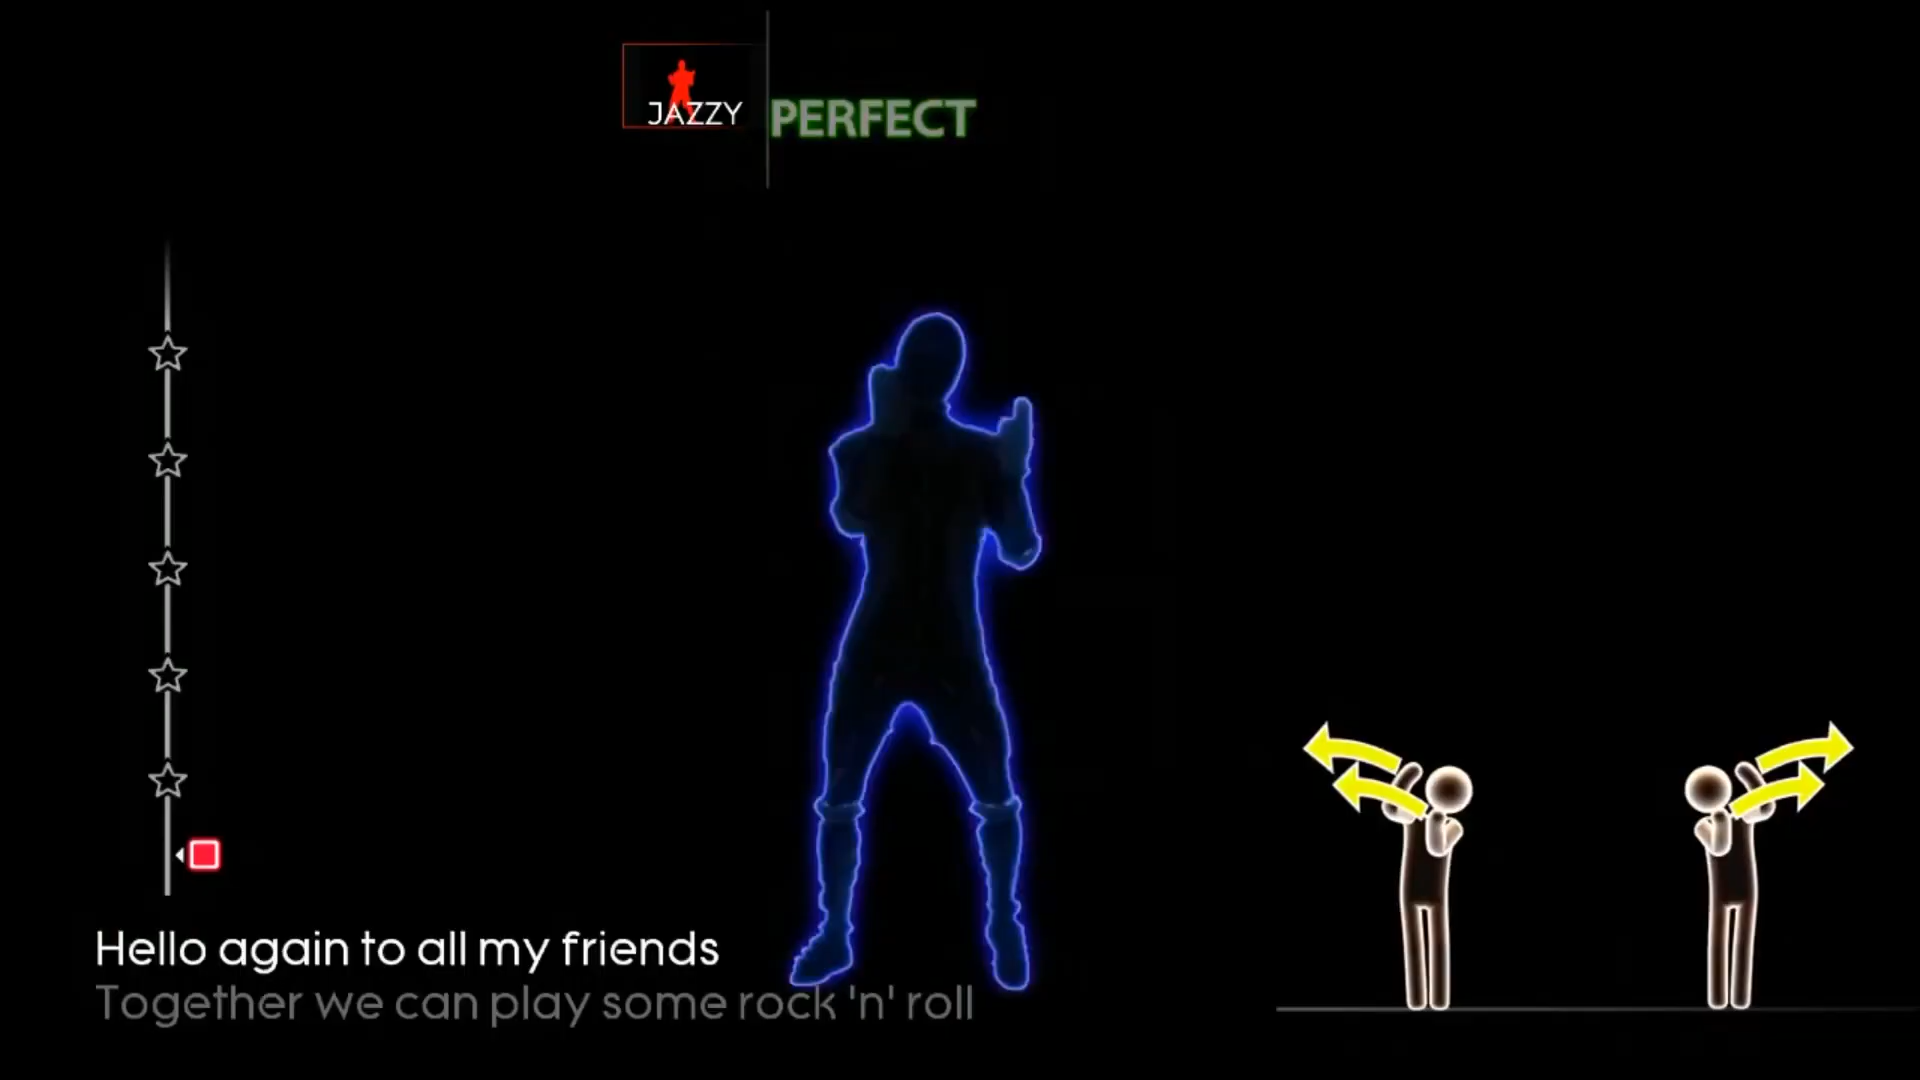 JAZZY
PERFECT
Hello again to all my friends
Together we can play some rock 'n' roll